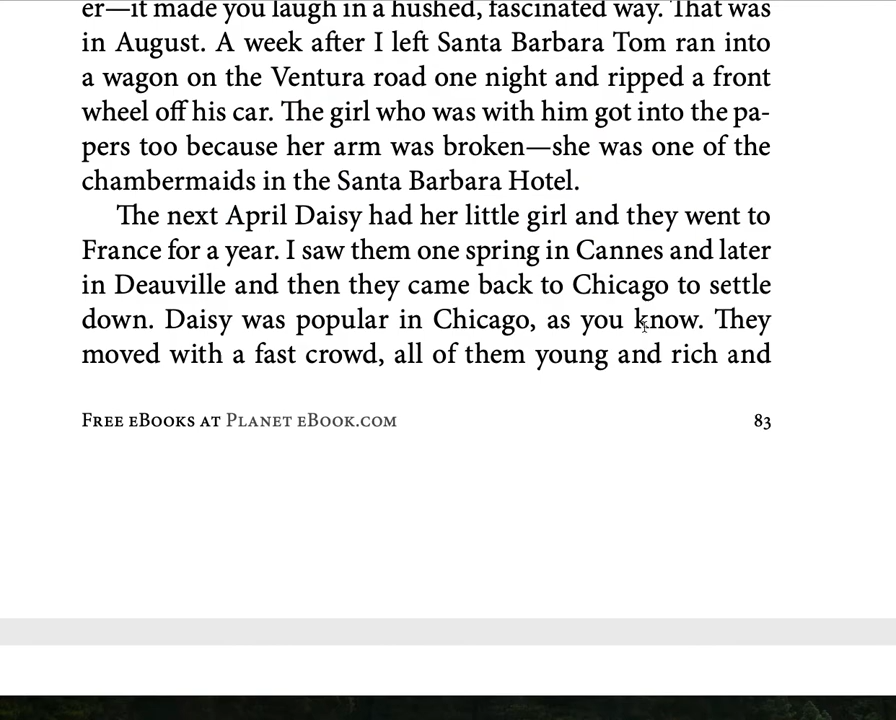 er—it made you laugh in a hushed, fascinated way. That was
in August. A week after I left Santa Barbara Tom ran into
a wagon on the Ventura road one night and ripped a front
wheel off his car. The girl who was with him got into the pa-
pers too because her arm was broken—she was one of the
chambermaids in the Santa Barbara Hotel.
The next April Daisy had her little girl and they went to
France for a year. I saw them one spring in Cannes and later
in Deauville and then they came back to Chicago to settle
down. Daisy was popular in Chicago, as you know. They
moved with a fast crowd, all of them young and rich and
Free eBooks at Planet eBook.com
83